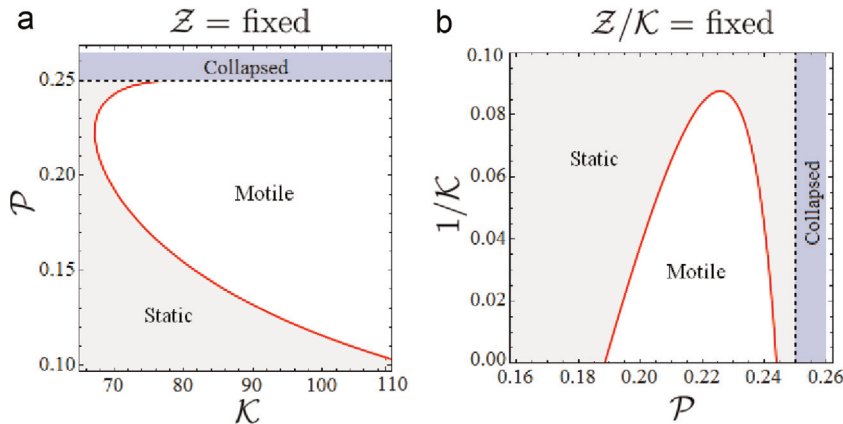 a
𝒵 = fixed
Collapsed
0.25
0.20
0.15
0.10
𝒫
Motile
Static
70 80 90 100 110
𝒦
b
𝒵/𝒦 = fixed
0.10
0.08
0.06
0.04
0.02
0.00
1/𝒦
Static
Motile
Collapsed
0.16 0.18 0.20 0.22 0.24 0.26
𝒫